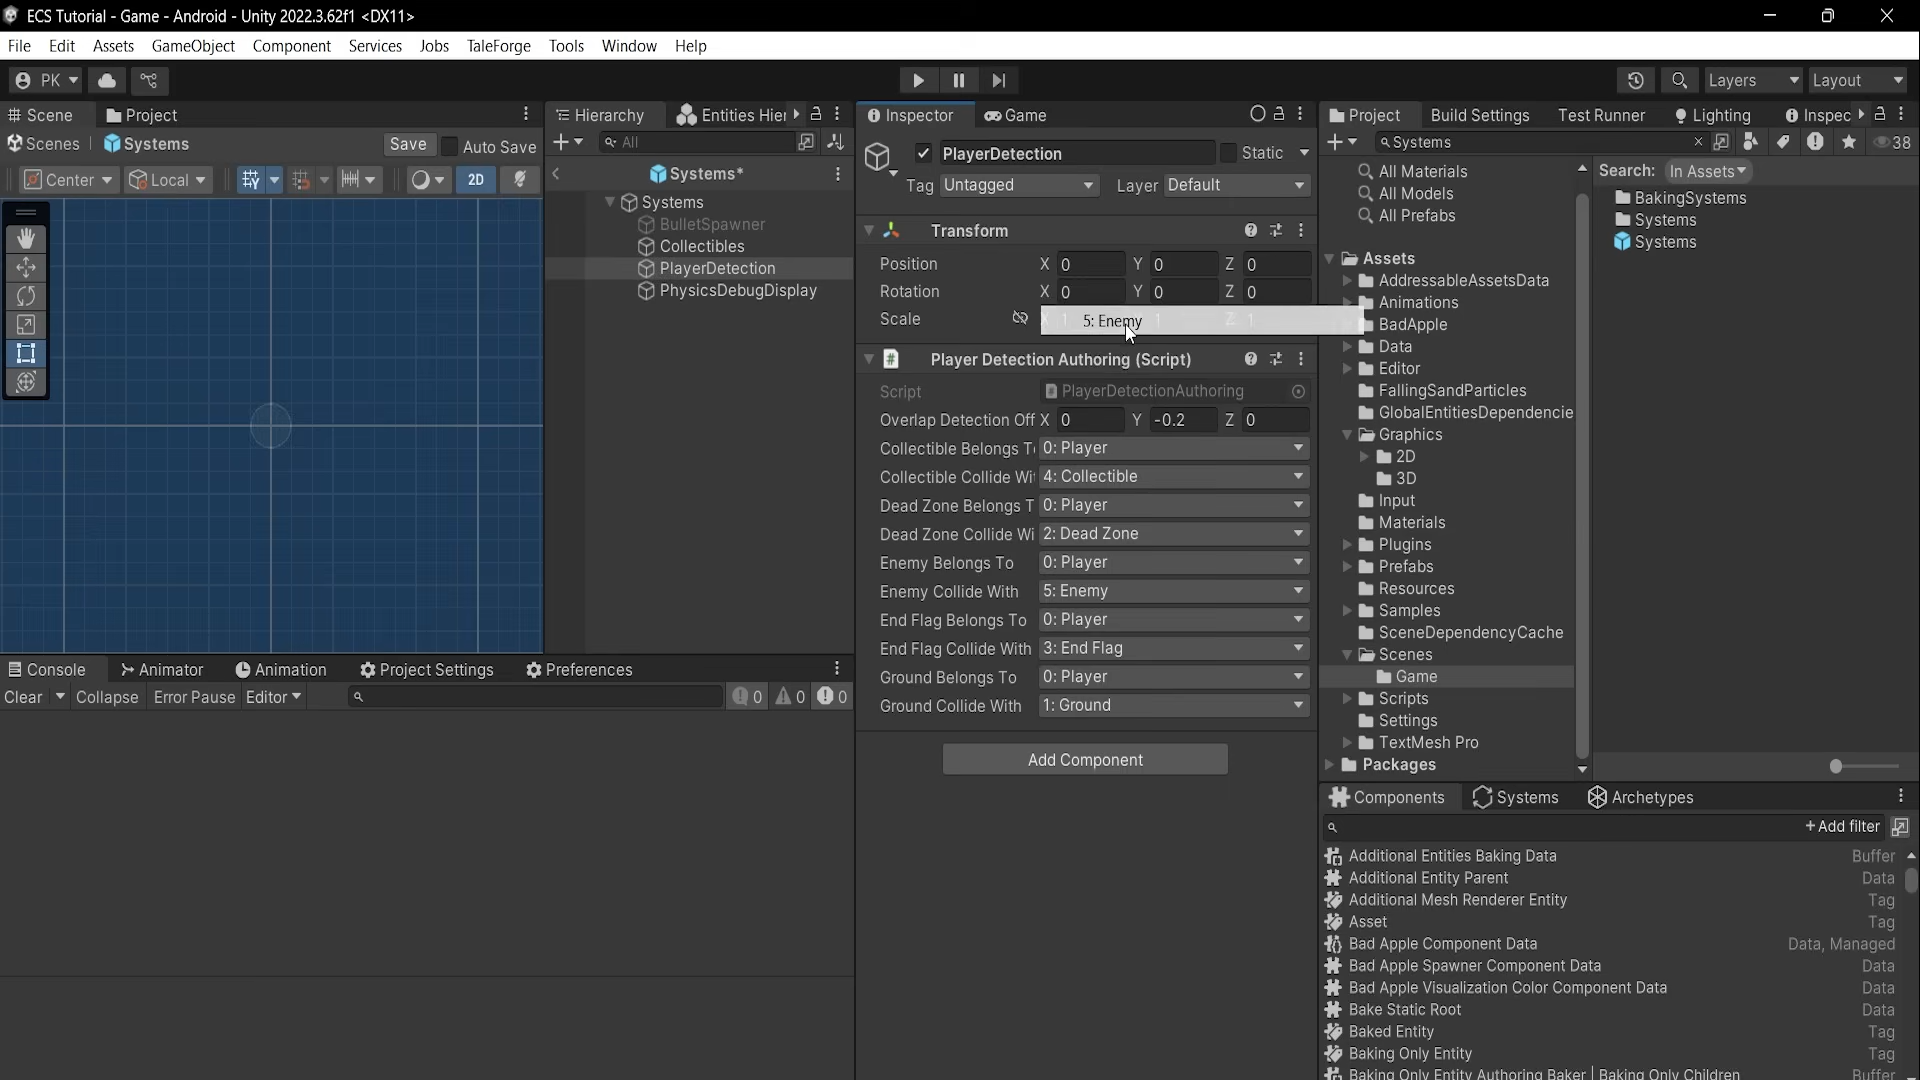 ECS Tutorial - Game - Android - Unity 2022.3.62f1 <DX11>
File Edit Assets GameObject Component Services Jobs TaleForge Tools Window Help
PK Layers Layout
Scene Project
Scenes Systems Save Auto Save
Center Local 2D
Hierarchy Entities Hier
All
Systems*
Systems
BulletSpawner
Collectibles
PlayerDetection
PhysicsDebugDisplay
Console Animator Animation Project Settings Preferences
Clear Collapse Error Pause Editor 0 0 0
Inspector Game
PlayerDetection Static
Tag Untagged Layer Default
Transform
Position X 0 Y 0 Z 0
Rotation X 0 Y 0 Z 0
Scale X 1 1 Z 1
5: Enemy
Player Detection Authoring (Script)
Script PlayerDetectionAuthoring
Overlap Detection Off X 0 Y -0.2 Z 0
Collectible Belongs T 0: Player
Collectible Collide Wi 4: Collectible
Dead Zone Belongs T 0: Player
Dead Zone Collide Wi 2: Dead Zone
Enemy Belongs To 0: Player
Enemy Collide With 5: Enemy
End Flag Belongs To 0: Player
End Flag Collide With 3: End Flag
Ground Belongs To 0: Player
Ground Collide With 1: Ground
Add Component
Project Build Settings Test Runner Lighting Inspec
Systems 38
All Materials
All Models
All Prefabs
Assets
AddressableAssetsData
Animations
BadApple
Data
Editor
FallingSandParticles
GlobalEntitiesDependencie
Graphics
2D
3D
Input
Materials
Plugins
Prefabs
Resources
Samples
SceneDependencyCache
Scenes
Game
Scripts
Settings
TextMesh Pro
Packages
Search: In Assets
BakingSystems
Systems
Systems
Components Systems Archetypes
+ Add filter
Additional Entities Baking Data Buffer
Additional Entity Parent Data
Additional Mesh Renderer Entity Tag
Asset Tag
Bad Apple Component Data Data, Managed
Bad Apple Spawner Component Data Data
Bad Apple Visualization Color Component Data Data
Bake Static Root Data
Baked Entity Tag
Baking Only Entity Tag
Baking Only Entity Authoring Baker | Baking Only Children Buffer